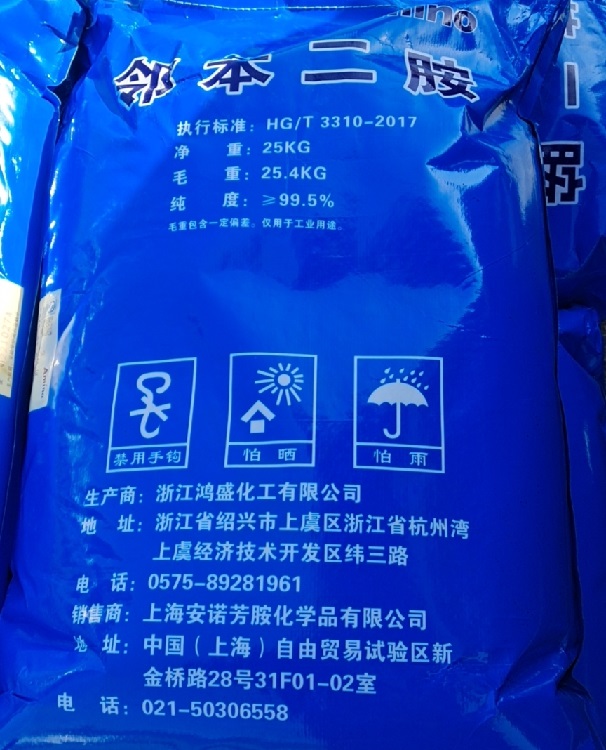 mino
邻本二胺
执行标准：HG/T 3310-2017
净 重：25KG
毛 重：25.4KG
纯 度：≥99.5%
毛重包含一定偏差，仅用于工业用途。
禁用手钩
怕 晒
怕 雨
生产商：浙江鸿盛化工有限公司
地 址：浙江省绍兴市上虞区浙江省杭州湾
上虞经济技术开发区纬三路
电 话：0575-89281961
销售商：上海安诺芳胺化学品有限公司
地 址：中国（上海）自由贸易试验区新
金桥路28号31F01-02室
电 话：021-50306558